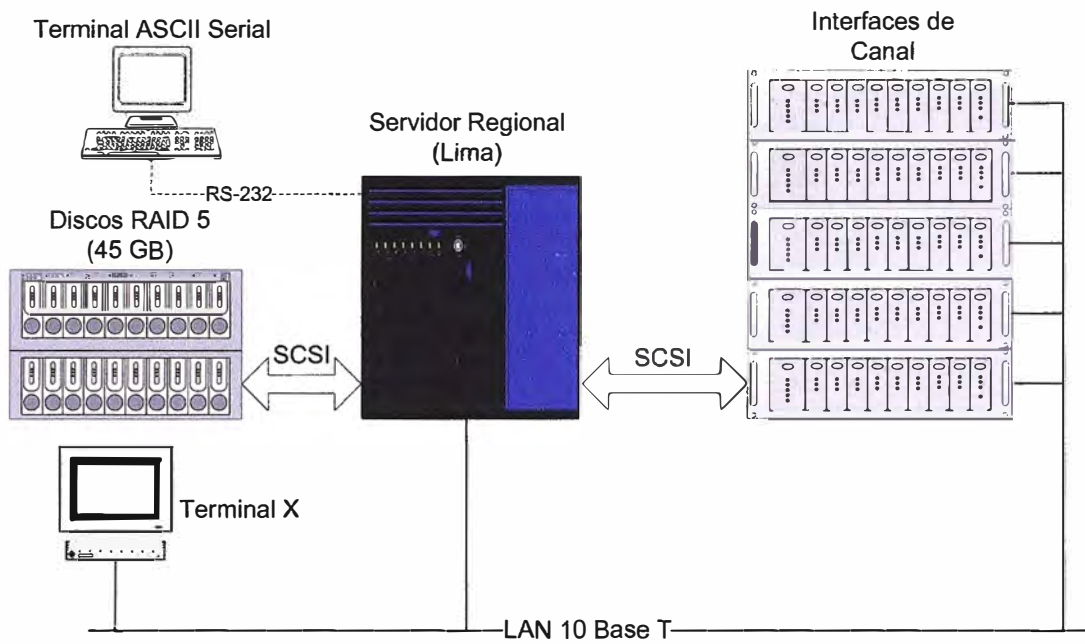 Terminal ASCII Serial
Interfaces de
Canal
Servidor Regional
(Lima)
RS-232
Discos RAID 5
(45 GB)
SCSI
SCSI
Terminal X
LAN 10 Base T